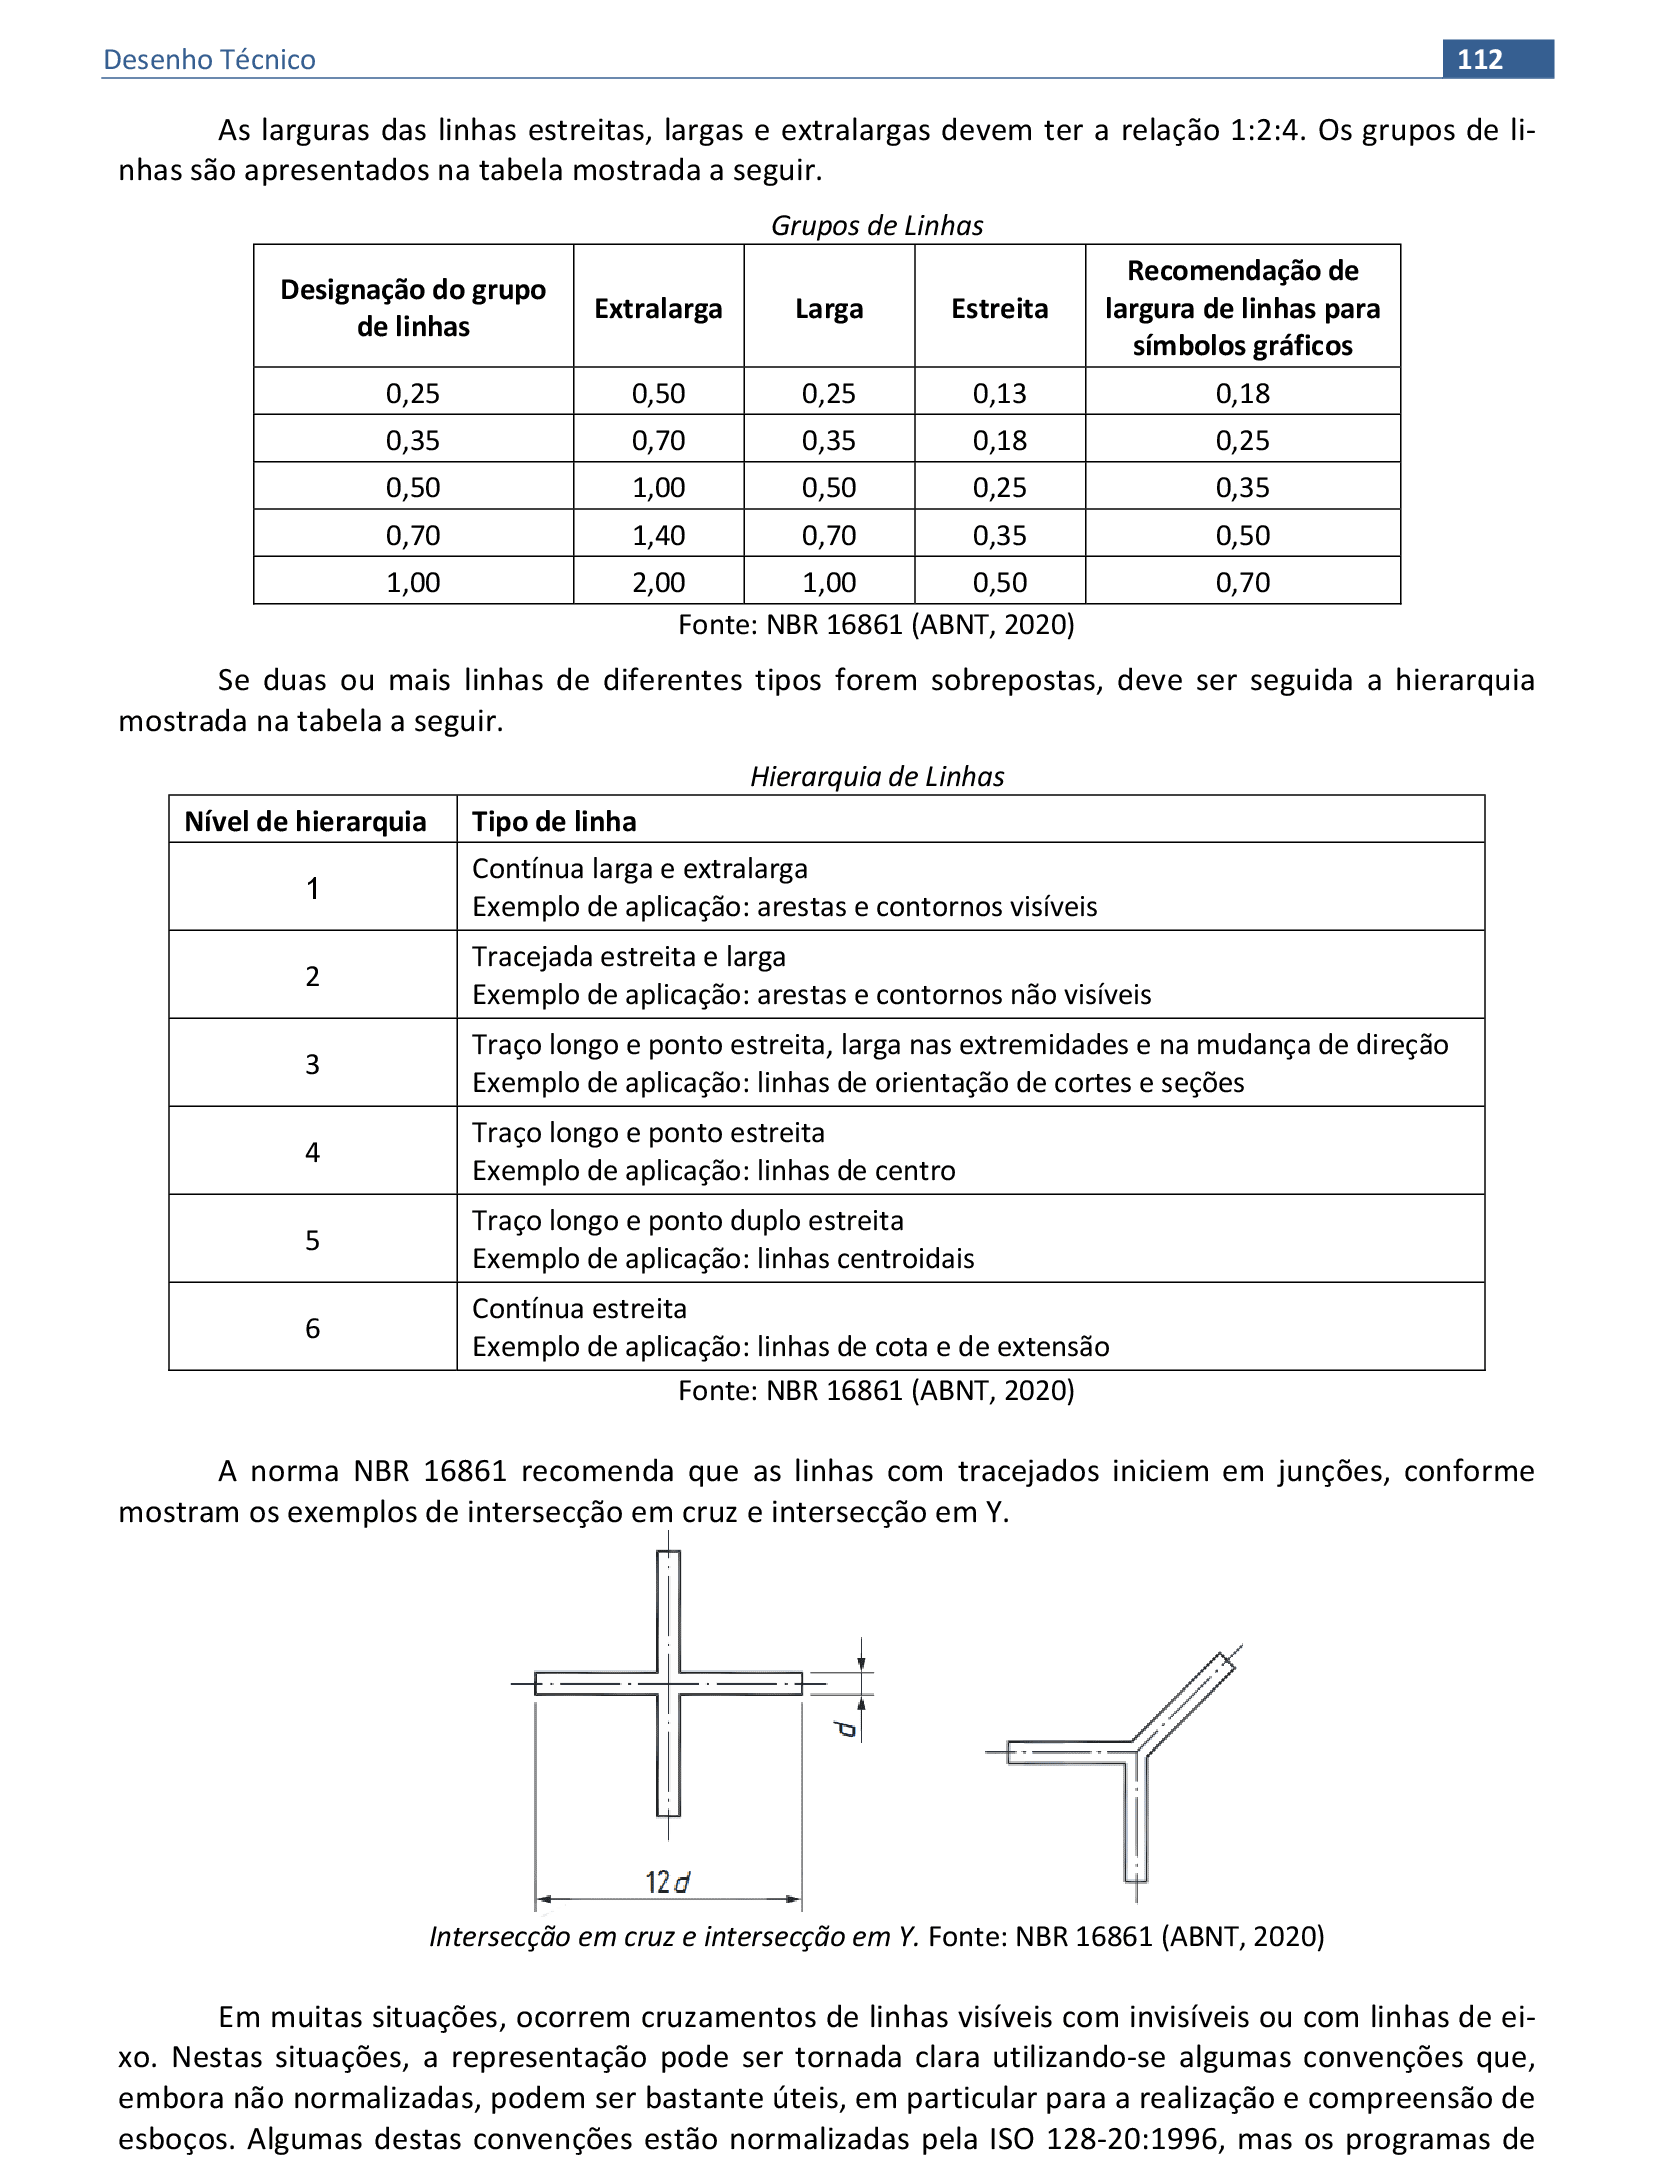 Desenho Técnico 112
As larguras das linhas estreitas, largas e extralargas devem ter a relação 1:2:4. Os grupos de li-
nhas são apresentados na tabela mostrada a seguir.
Grupos de Linhas
Designação do grupo de linhas Extralarga Larga Estreita Recomendação de largura de linhas para símbolos gráficos
0,25 0,50 0,25 0,13 0,18
0,35 0,70 0,35 0,18 0,25
0,50 1,00 0,50 0,25 0,35
0,70 1,40 0,70 0,35 0,50
1,00 2,00 1,00 0,50 0,70
Fonte: NBR 16861 (ABNT, 2020)
Se duas ou mais linhas de diferentes tipos forem sobrepostas, deve ser seguida a hierarquia
mostrada na tabela a seguir.
Hierarquia de Linhas
Nível de hierarquia Tipo de linha
1 Contínua larga e extralarga
Exemplo de aplicação: arestas e contornos visíveis
2 Tracejada estreita e larga
Exemplo de aplicação: arestas e contornos não visíveis
3 Traço longo e ponto estreita, larga nas extremidades e na mudança de direção
Exemplo de aplicação: linhas de orientação de cortes e seções
4 Traço longo e ponto estreita
Exemplo de aplicação: linhas de centro
5 Traço longo e ponto duplo estreita
Exemplo de aplicação: linhas centroidais
6 Contínua estreita
Exemplo de aplicação: linhas de cota e de extensão
Fonte: NBR 16861 (ABNT, 2020)
A norma NBR 16861 recomenda que as linhas com tracejados iniciem em junções, conforme
mostram os exemplos de intersecção em cruz e intersecção em Y.
d
12d
Intersecção em cruz e intersecção em Y. Fonte: NBR 16861 (ABNT, 2020)
Em muitas situações, ocorrem cruzamentos de linhas visíveis com invisíveis ou com linhas de ei-
xo. Nestas situações, a representação pode ser tornada clara utilizando-se algumas convenções que,
embora não normalizadas, podem ser bastante úteis, em particular para a realização e compreensão de
esboços. Algumas destas convenções estão normalizadas pela ISO 128-20:1996, mas os programas de